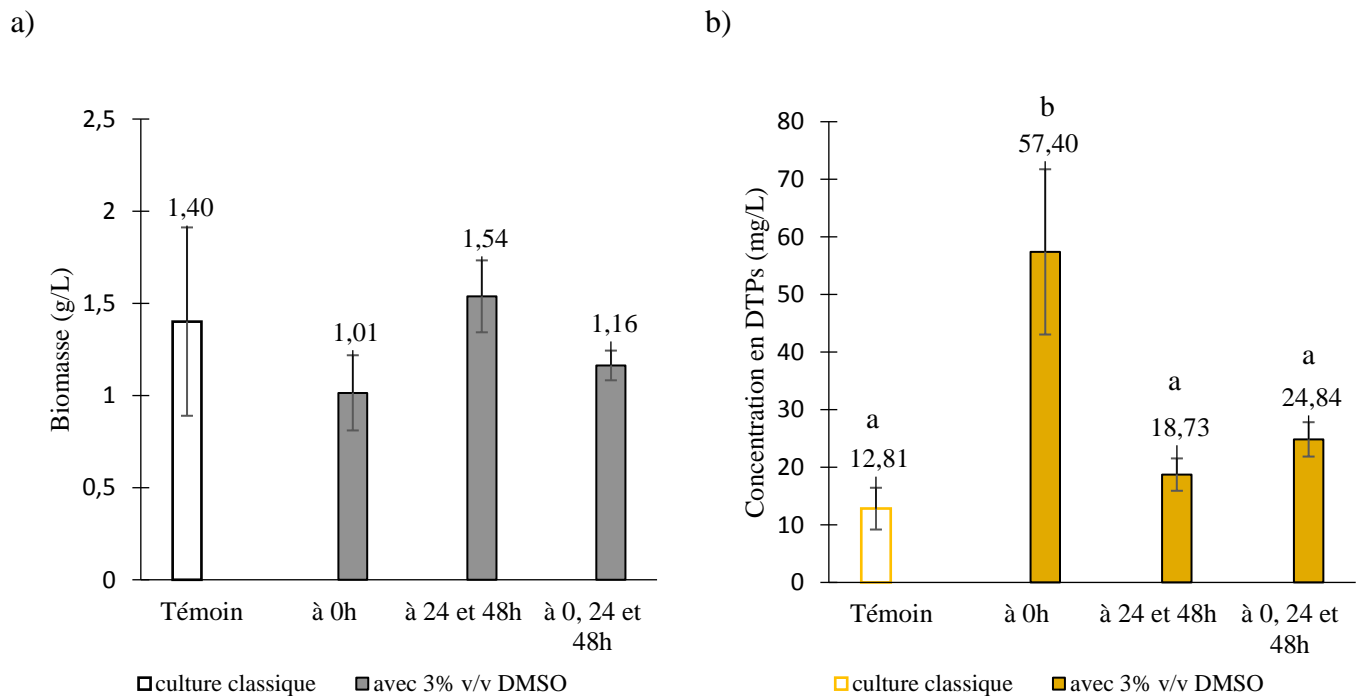 a)
Biomasse (g/L)
2,5
2
1,5
1
0,5
0
1,40
1,01
1,54
1,16
Témoin
à 0h
à 24 et 48h
à 0, 24 et
48h
culture classique
avec 3% v/v DMSO
b)
Concentration en DTPs (mg/L)
80
70
60
50
40
30
20
10
0
a
12,81
b
57,40
a
18,73
a
24,84
Témoin
à 0h
à 24 et 48h
à 0, 24 et
48h
culture classique
avec 3% v/v DMSO